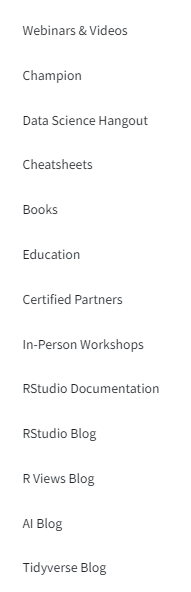 Webinars & Videos
Champion
Data Science Hangout
Cheatsheets
Books
Education
Certified Partners
In-Person Workshops
RStudio Documentation
RStudio Blog
R Views Blog
AI Blog
Tidyverse Blog